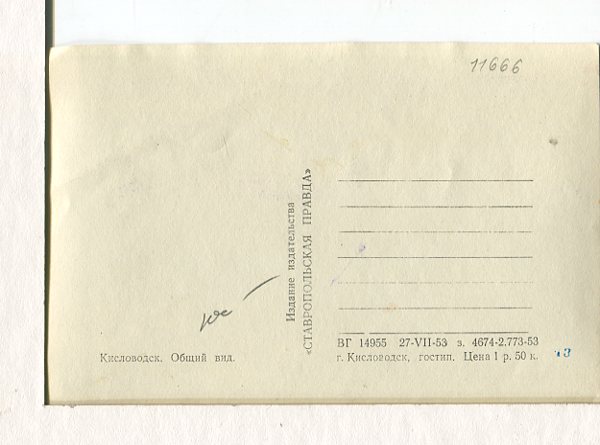 11666
Издание издательства
«СТАВРОПОЛЬСКАЯ ПРАВДА»
Кисловодск. Общий вид.
ВГ 14955 27-VII-53 з. 4674-2.773-53
г. Кисловодск, гостип. Цена 1 р. 50 к.